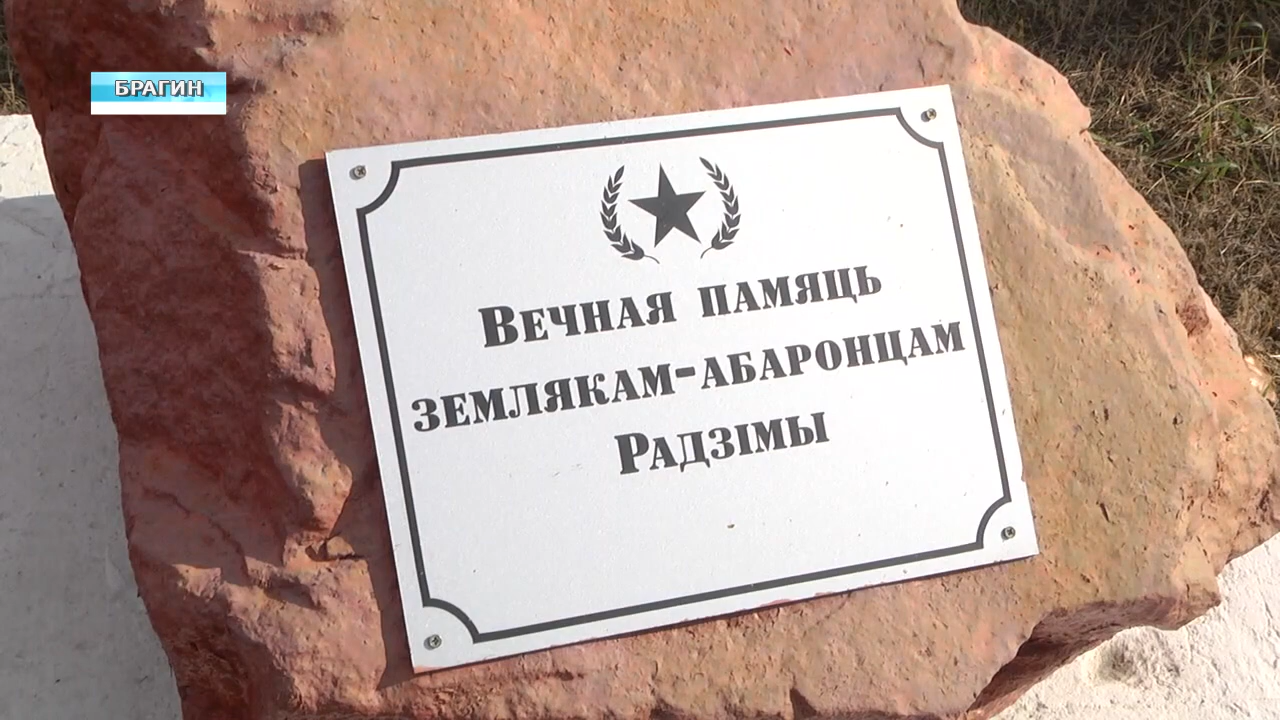 БРАГИН
Вечная памяць
землякам-абаронцам
Радзімы